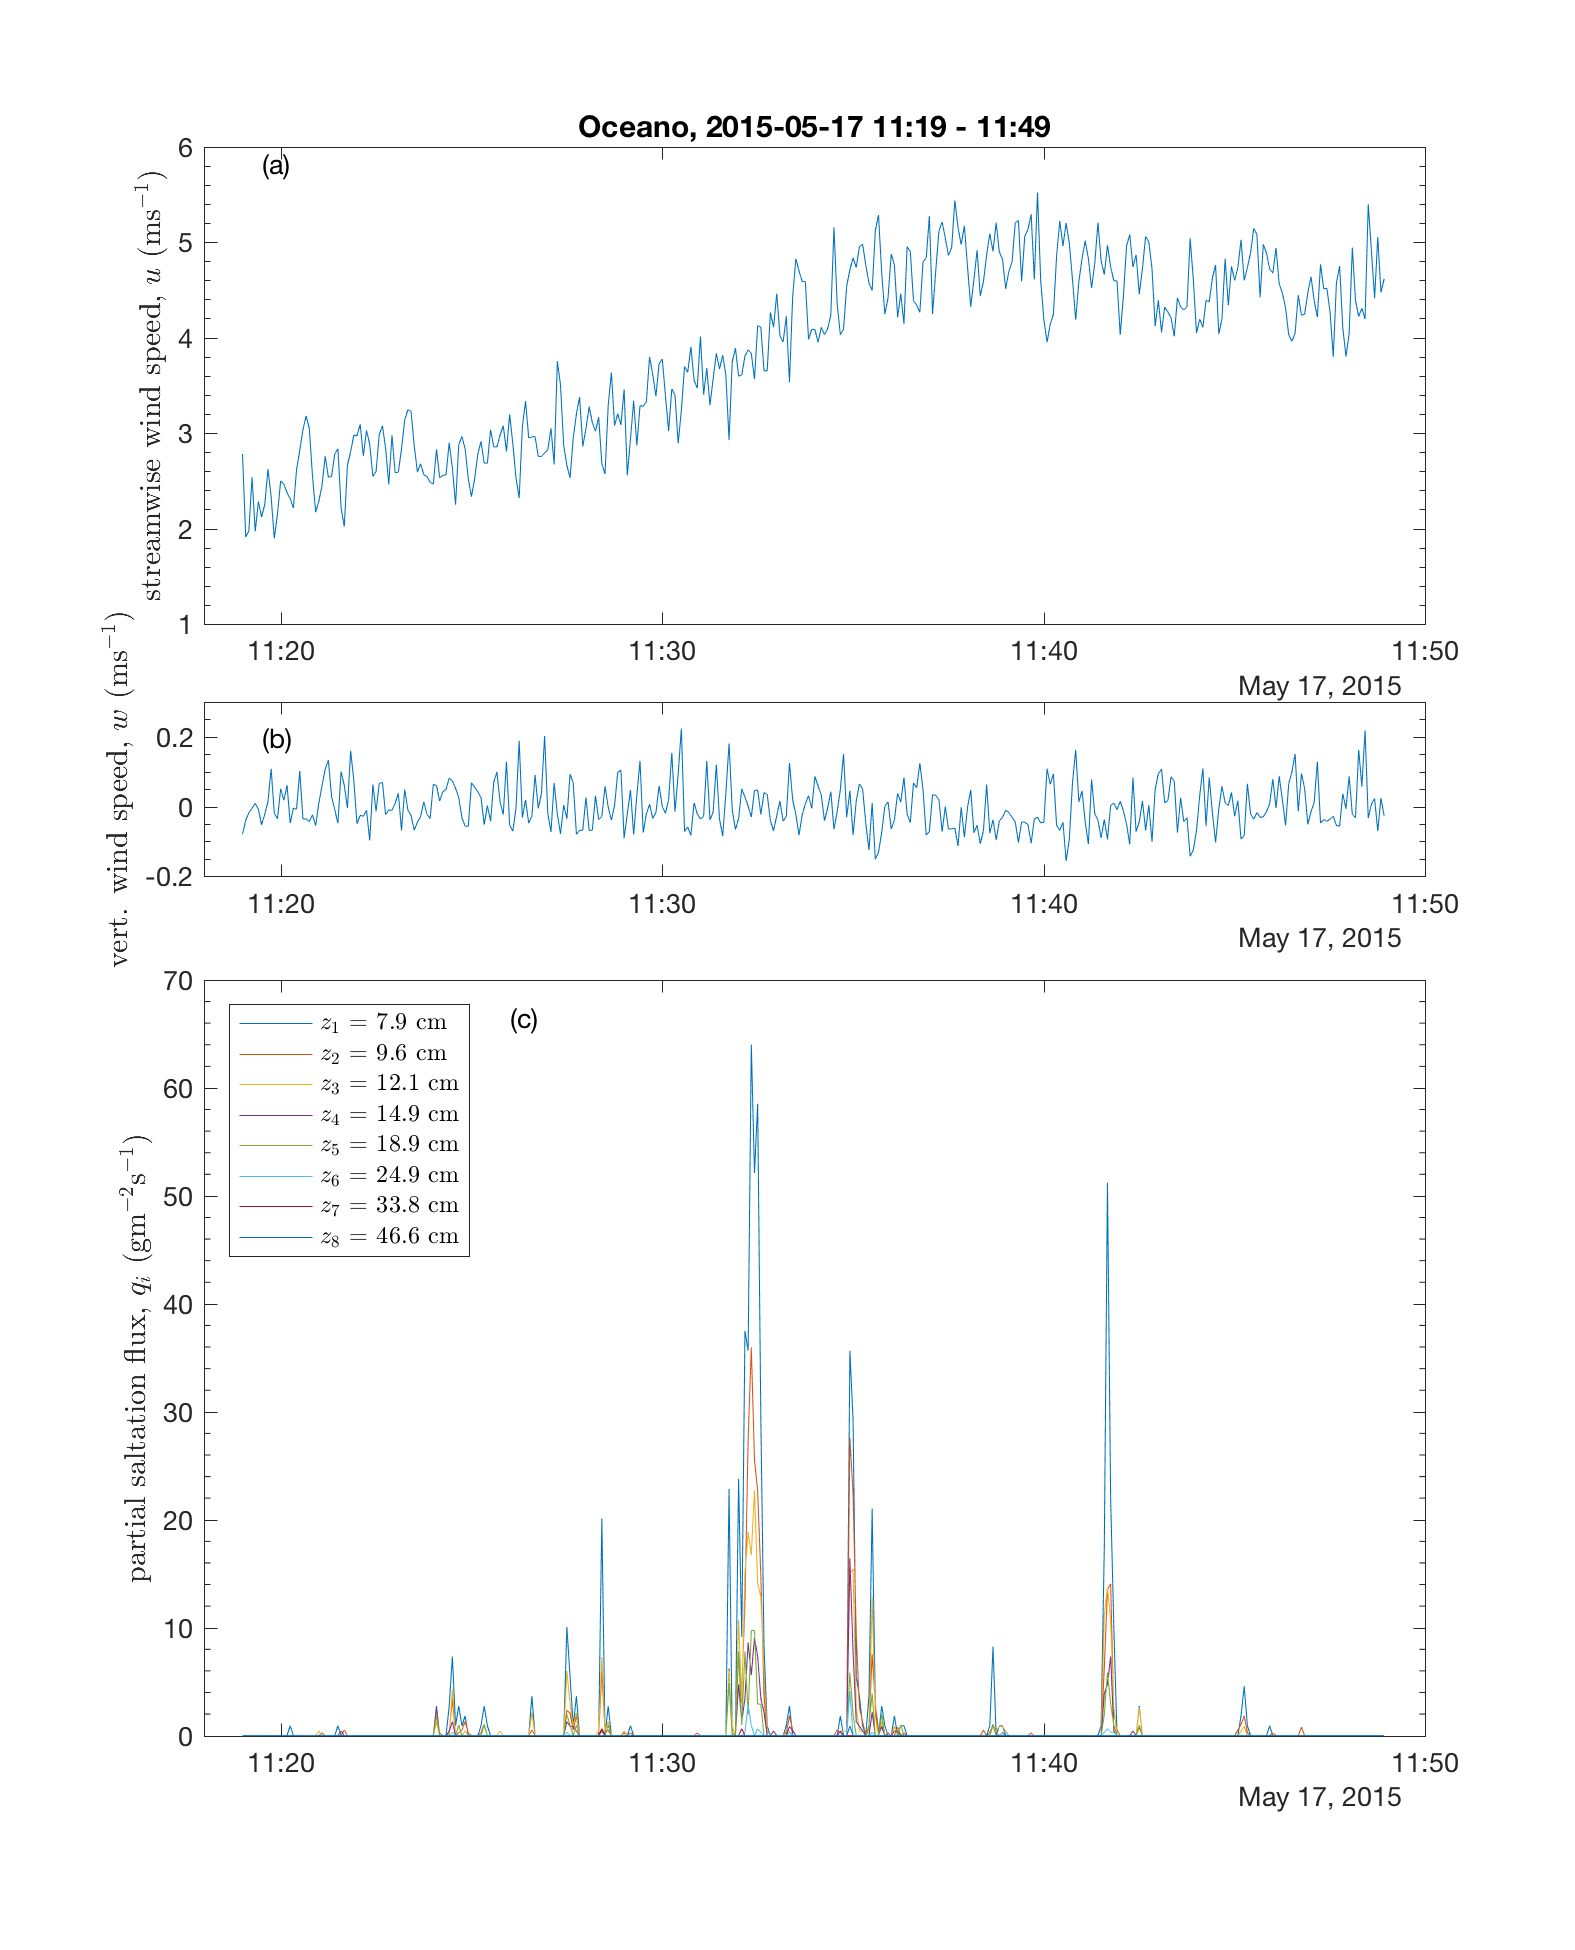 Oceano, 2015-05-17 11:19 - 11:49
(a)
streamwise wind speed, u (ms⁻¹)
6
5
4
3
2
1
11:20 11:30 11:40 11:50
May 17, 2015
(b)
vert. wind speed, w (ms⁻¹)
0.2
0
-0.2
11:20 11:30 11:40 11:50
May 17, 2015
(c)
partial saltation flux, qᵢ (gm⁻²s⁻¹)
70
60
50
40
30
20
10
0
z₁ = 7.9 cm
z₂ = 9.6 cm
z₃ = 12.1 cm
z₄ = 14.9 cm
z₅ = 18.9 cm
z₆ = 24.9 cm
z₇ = 33.8 cm
z₈ = 46.6 cm
11:20 11:30 11:40 11:50
May 17, 2015